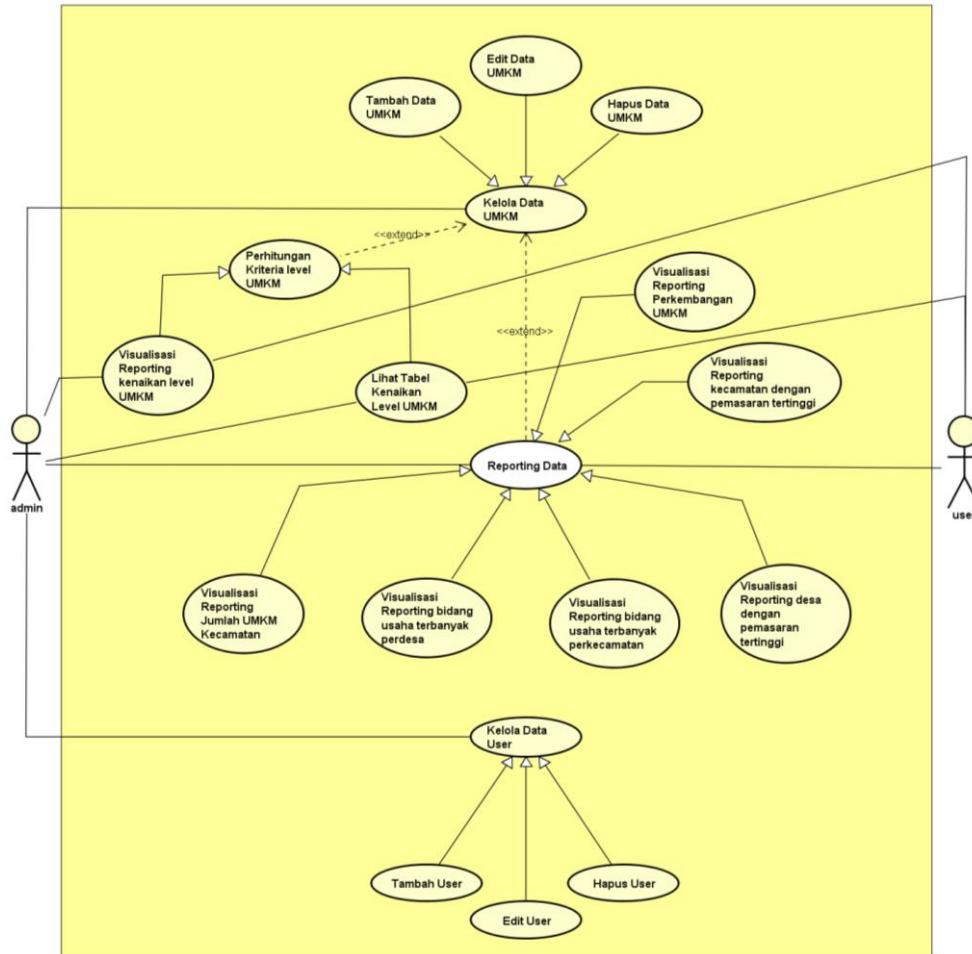 Edit Data
UMKM
Tambah Data
UMKM
Hapus Data
UMKM
Kelola Data
UMKM
<<extend>>
Perhitungan
Kriteria level
UMKM
Visualisasi
Reporting
Perkembangan
UMKM
<<extend>>
Visualisasi
Reporting
kenaikan level
UMKM
Lihat Tabel
Kenaikan
Level UMKM
Visualisasi
Reporting
kecamatan dengan
pemasaran tertinggi
Reporting Data
admin
user
Visualisasi
Reporting
Jumlah UMKM
Kecamatan
Visualisasi
Reporting bidang
usaha terbanyak
perdesa
Visualisasi
Reporting bidang
usaha terbanyak
perkecamatan
Visualisasi
Reporting desa
dengan
pemasaran
tertinggi
Kelola Data
User
Tambah User
Hapus User
Edit User